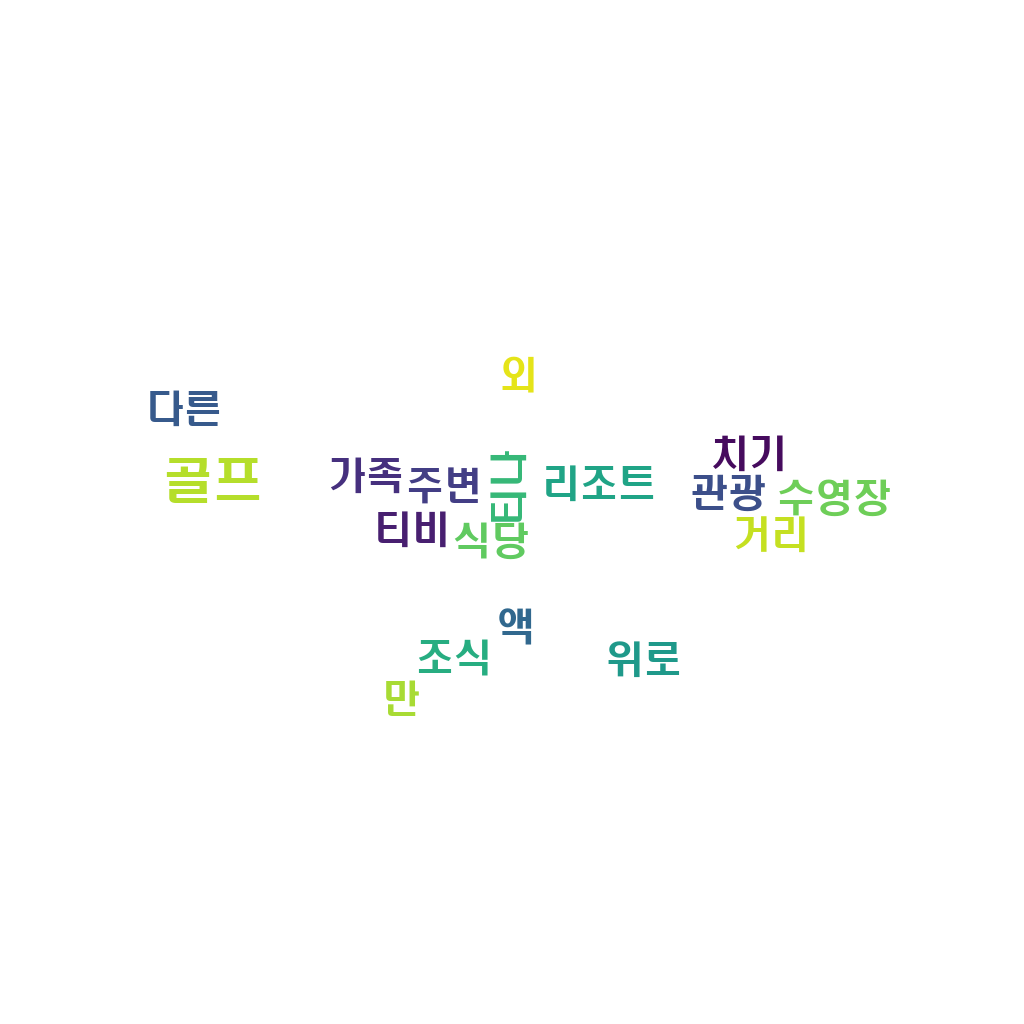 외
다른
치기
골프 가족 주변 리조트 관광 수영장
티비 식당 거리
액
조식 위로
만